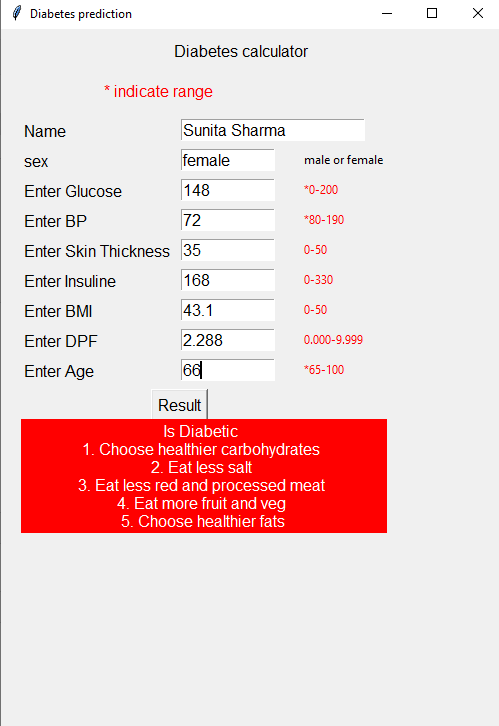 Diabetes prediction
Diabetes calculator
* indicate range
Name Sunita Sharma
sex female male or female
Enter Glucose 148 *0-200
Enter BP 72 *80-190
Enter Skin Thickness 35 0-50
Enter Insuline 168 0-330
Enter BMI 43.1 0-50
Enter DPF 2.288 0.000-9.999
Enter Age 66 *65-100
Result
Is Diabetic
1. Choose healthier carbohydrates
2. Eat less salt
3. Eat less red and processed meat
4. Eat more fruit and veg
5. Choose healthier fats